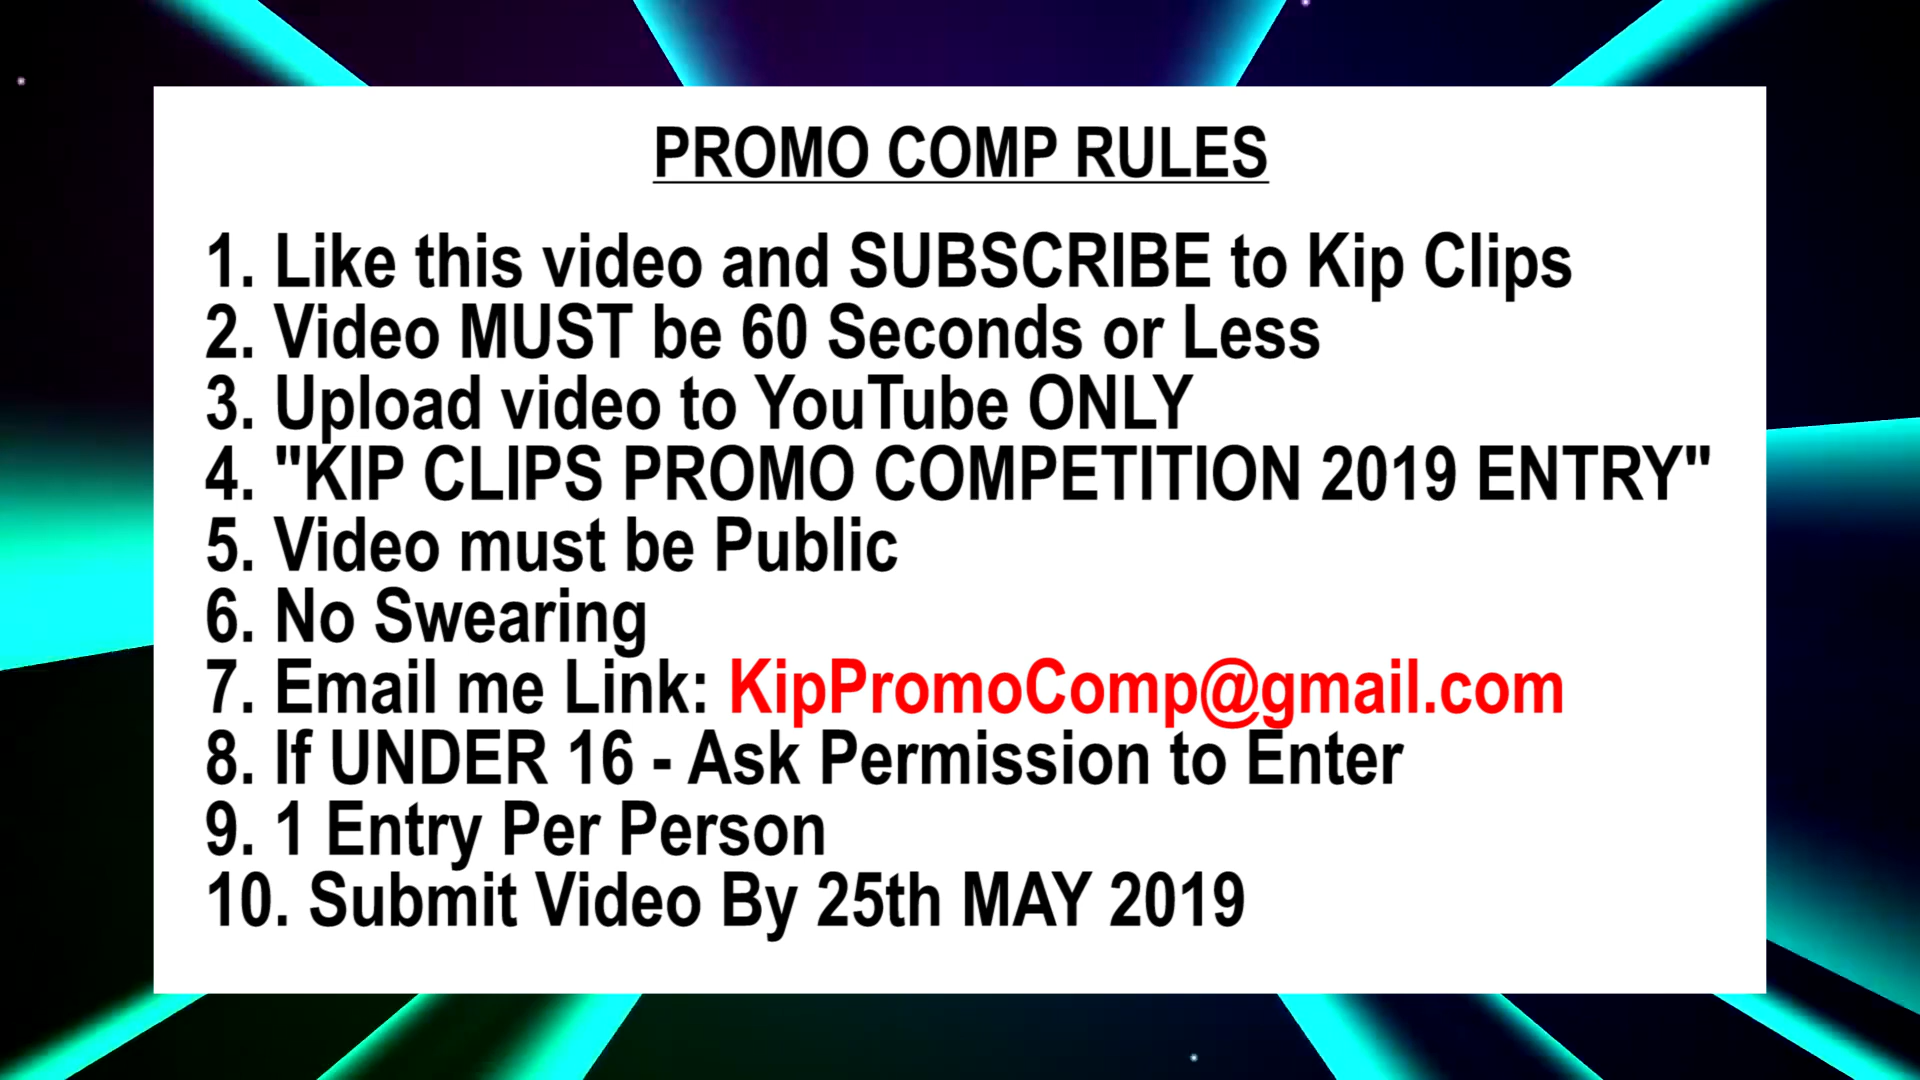 PROMO COMP RULES
1. Like this video and SUBSCRIBE to Kip Clips
2. Video MUST be 60 Seconds or Less
3. Upload video to YouTube ONLY
4. "KIP CLIPS PROMO COMPETITION 2019 ENTRY"
5. Video must be Public
6. No Swearing
7. Email me Link: KipPromoComp@gmail.com
8. If UNDER 16 - Ask Permission to Enter
9. 1 Entry Per Person
10. Submit Video By 25th MAY 2019